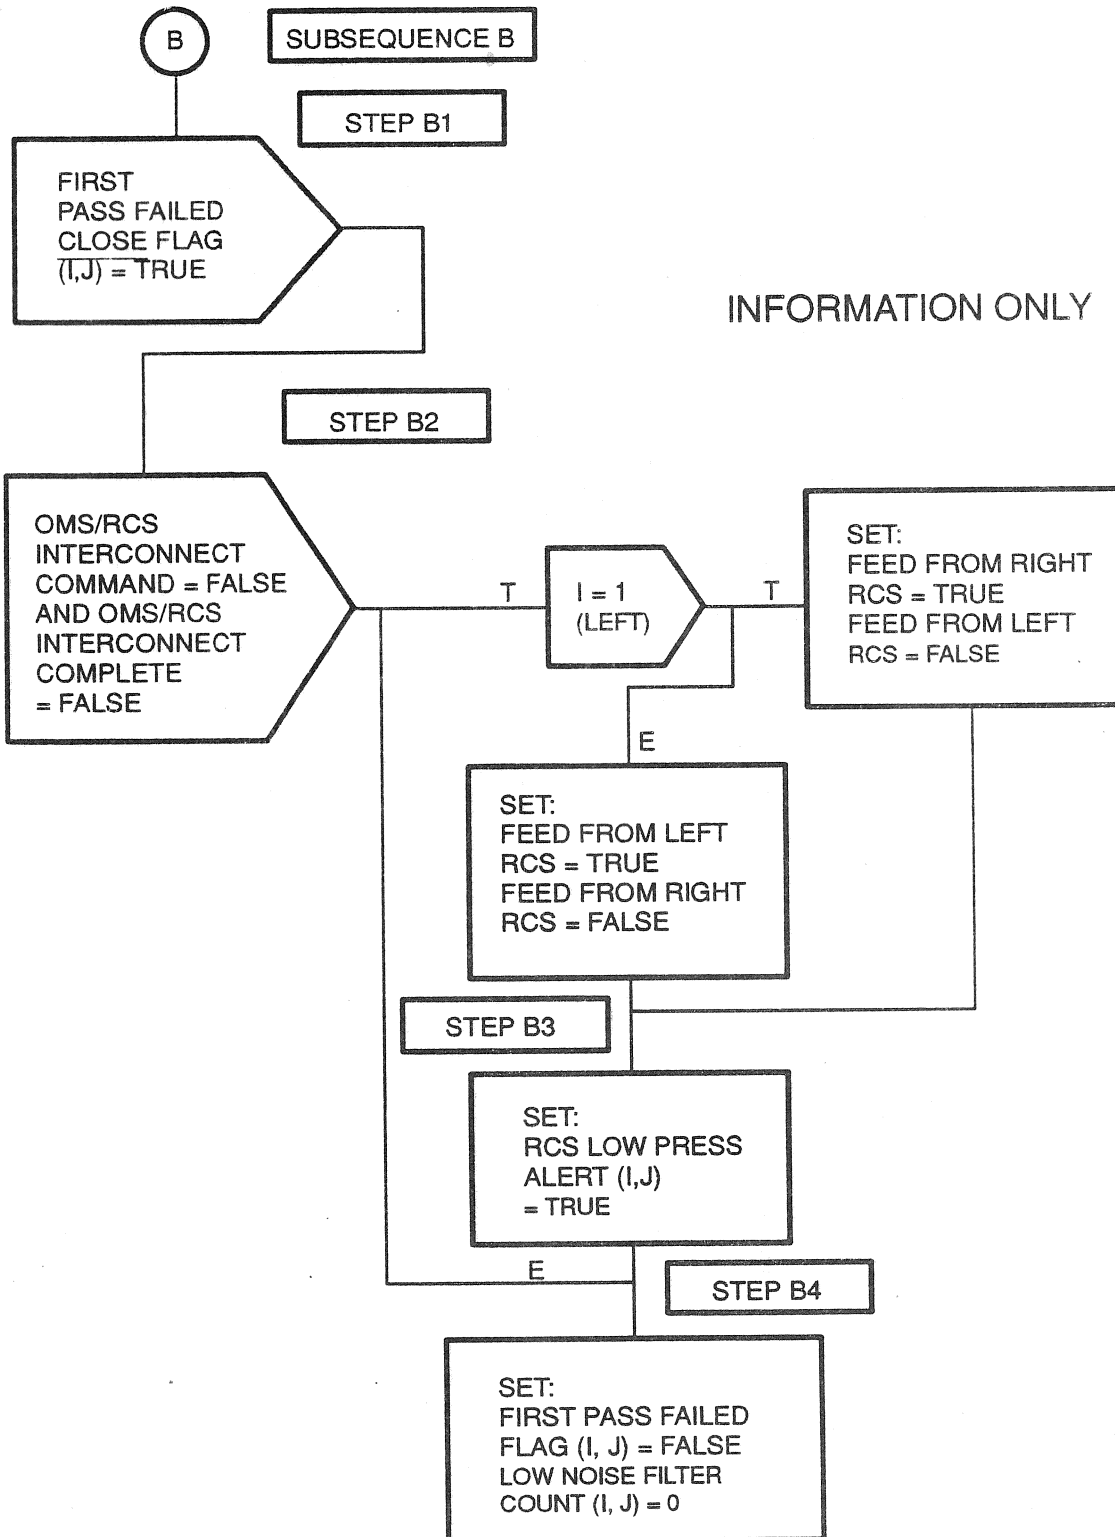 B
SUBSEQUENCE B
STEP B1
FIRST
PASS FAILED
CLOSE FLAG
(I,J) = TRUE
INFORMATION ONLY
STEP B2
OMS/RCS
INTERCONNECT
COMMAND = FALSE
AND OMS/RCS
INTERCONNECT
COMPLETE
= FALSE
T
I = 1
(LEFT)
T
SET:
FEED FROM RIGHT
RCS = TRUE
FEED FROM LEFT
RCS = FALSE
E
SET:
FEED FROM LEFT
RCS = TRUE
FEED FROM RIGHT
RCS = FALSE
STEP B3
SET:
RCS LOW PRESS
ALERT (I,J)
= TRUE
E
STEP B4
SET:
FIRST PASS FAILED
FLAG (I, J) = FALSE
LOW NOISE FILTER
COUNT (I, J) = 0